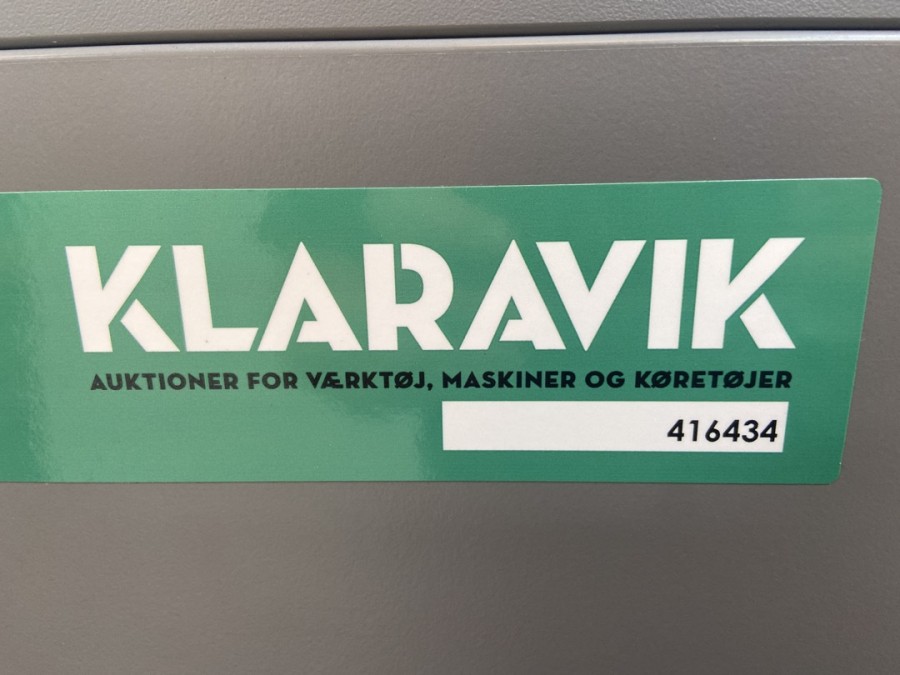 KLARAVIK
AUKTIONER FOR VÆRKTØJ, MASKINER OG KØRETØJER
416434